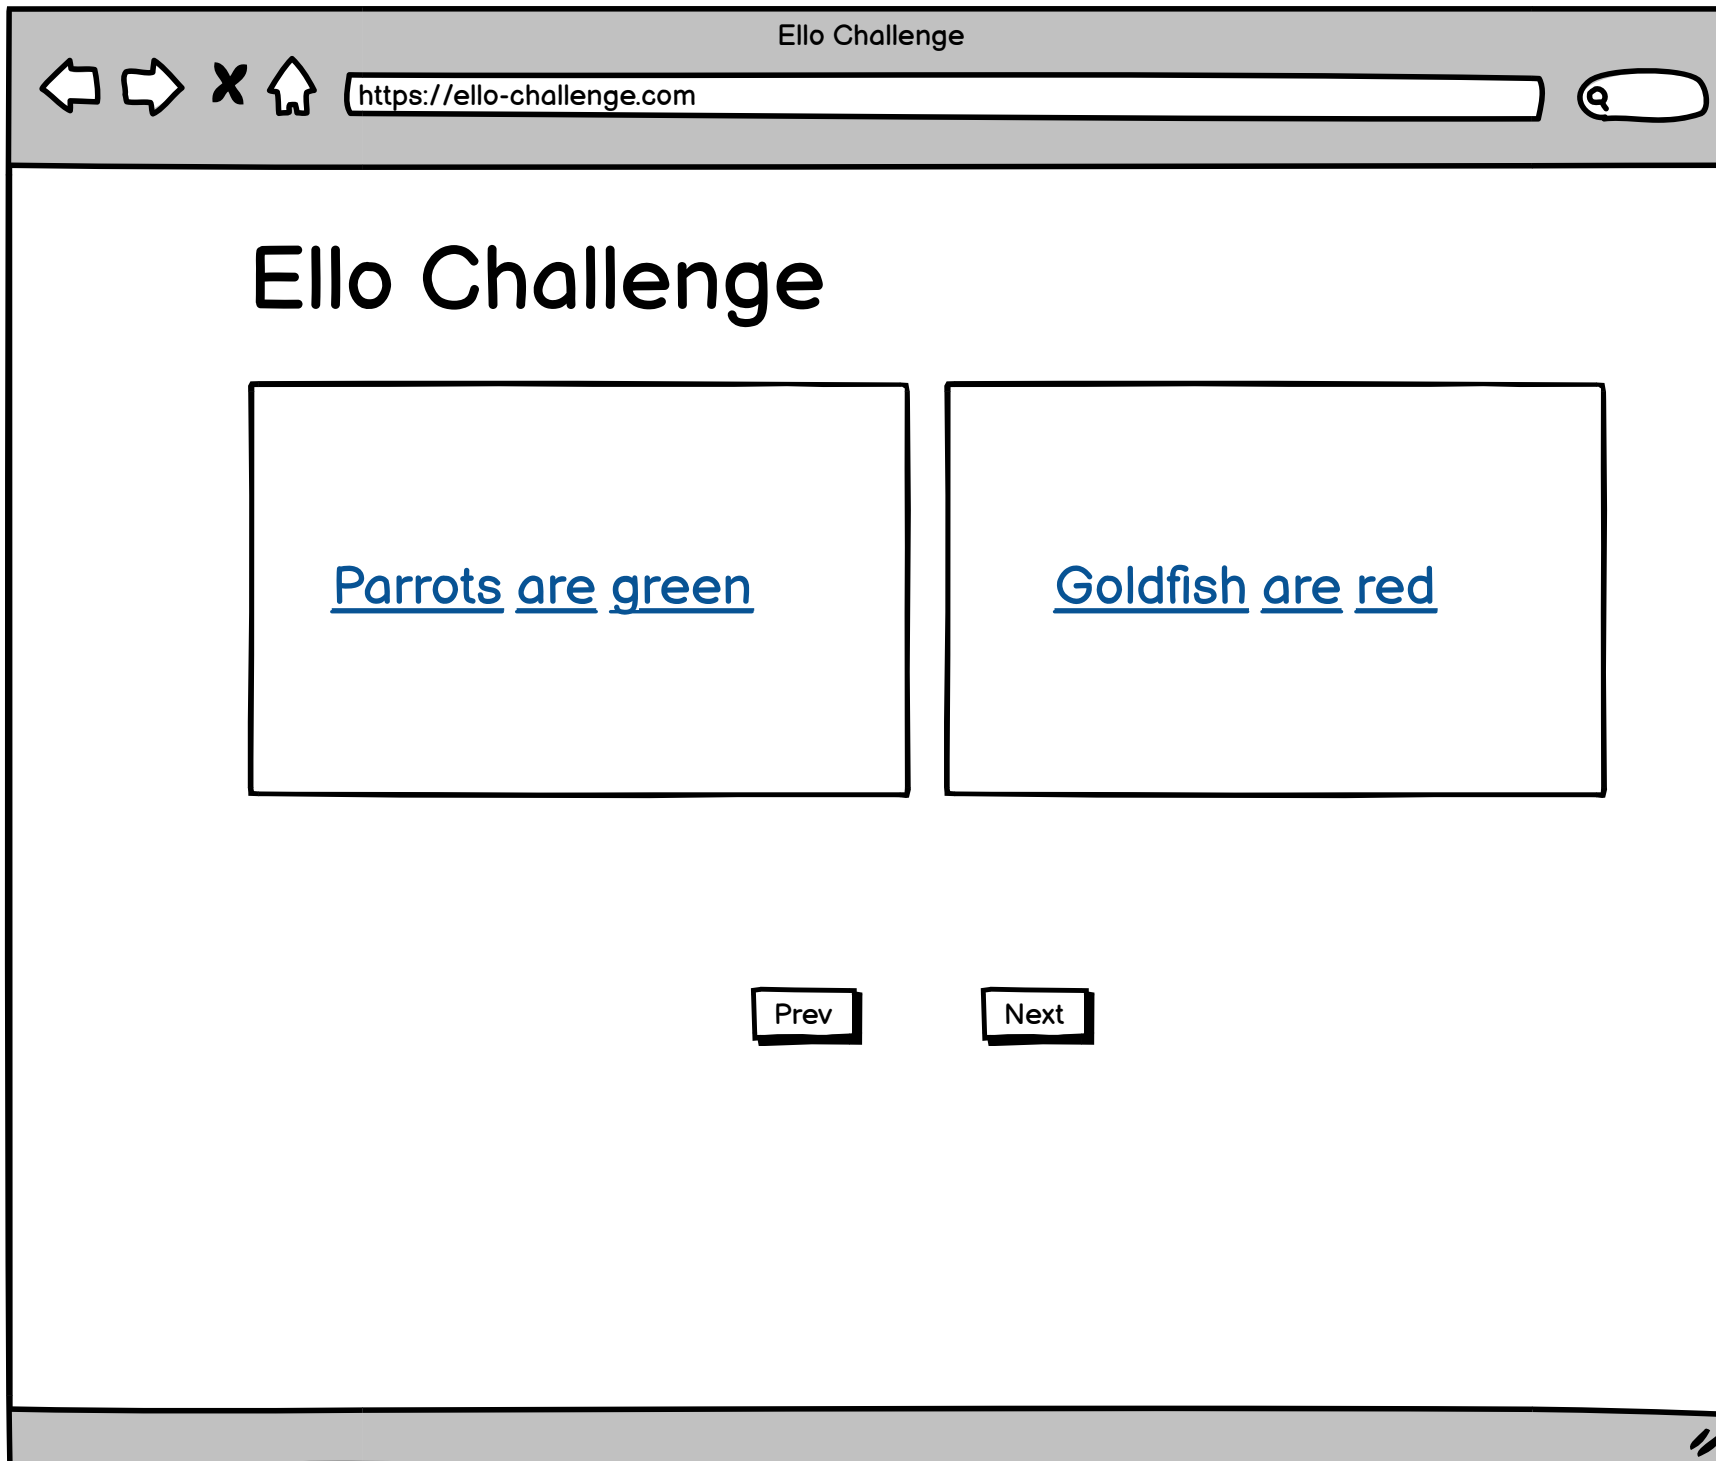 Ello Challenge
https://ello-challenge.com
Ello Challenge
Parrots are green
Goldfish are red
Prev
Next